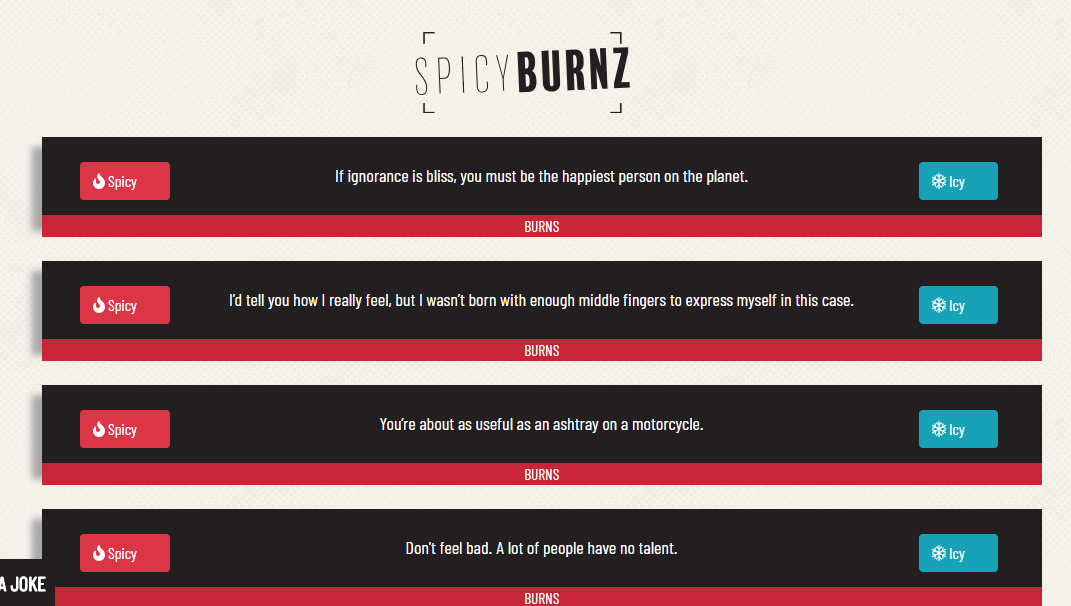 SPICYBURNZ
Spicy
If ignorance is bliss, you must be the happiest person on the planet.
Icy
BURNS
Spicy
I’d tell you how I really feel, but I wasn’t born with enough middle fingers to express myself in this case.
Icy
BURNS
Spicy
You’re about as useful as an ashtray on a motorcycle.
Icy
BURNS
Spicy
Don't feel bad. A lot of people have no talent.
Icy
A JOKE
BURNS